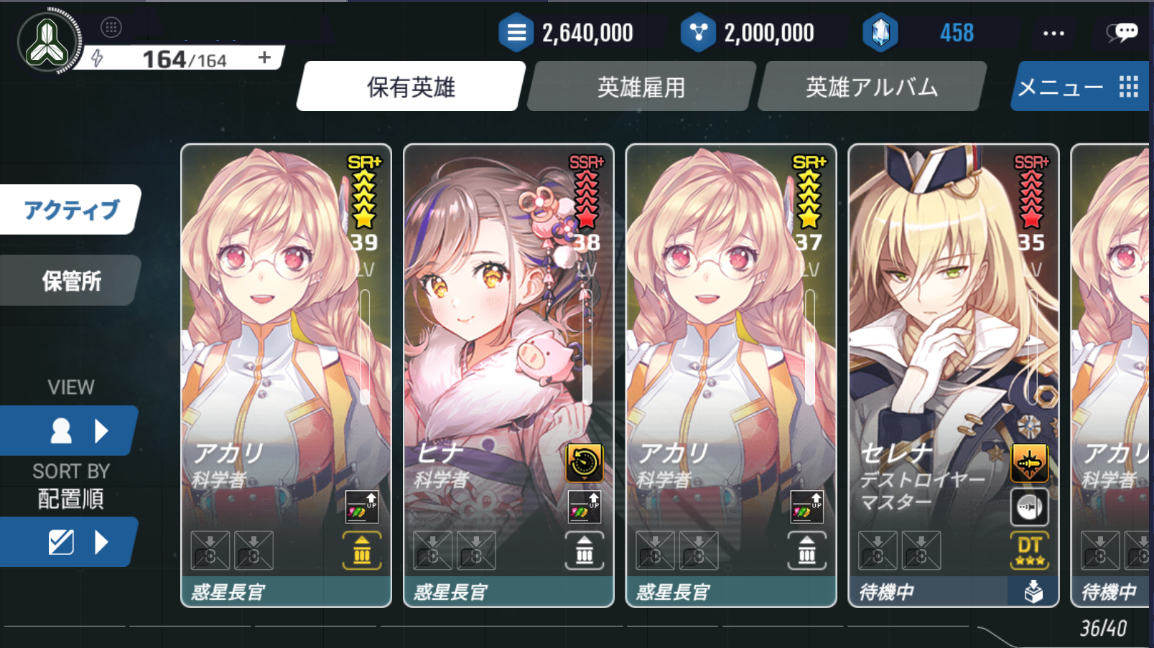 164/164 +
2,640,000
2,000,000
458
保有英雄
英雄雇用
英雄アルバム
メニュー
アクティブ
保管所
VIEW
SORT BY
配置順
SR+
39
LV
アカリ
科学者
UP
惑星長官
SSR+
38
LV
ヒナ
科学者
UP
惑星長官
SR+
37
LV
アカリ
科学者
UP
惑星長官
SSR+
35
LV
セレナ
デストロイヤー
マスター
DT
待機中
アカリ
科学者
待機中
36/40